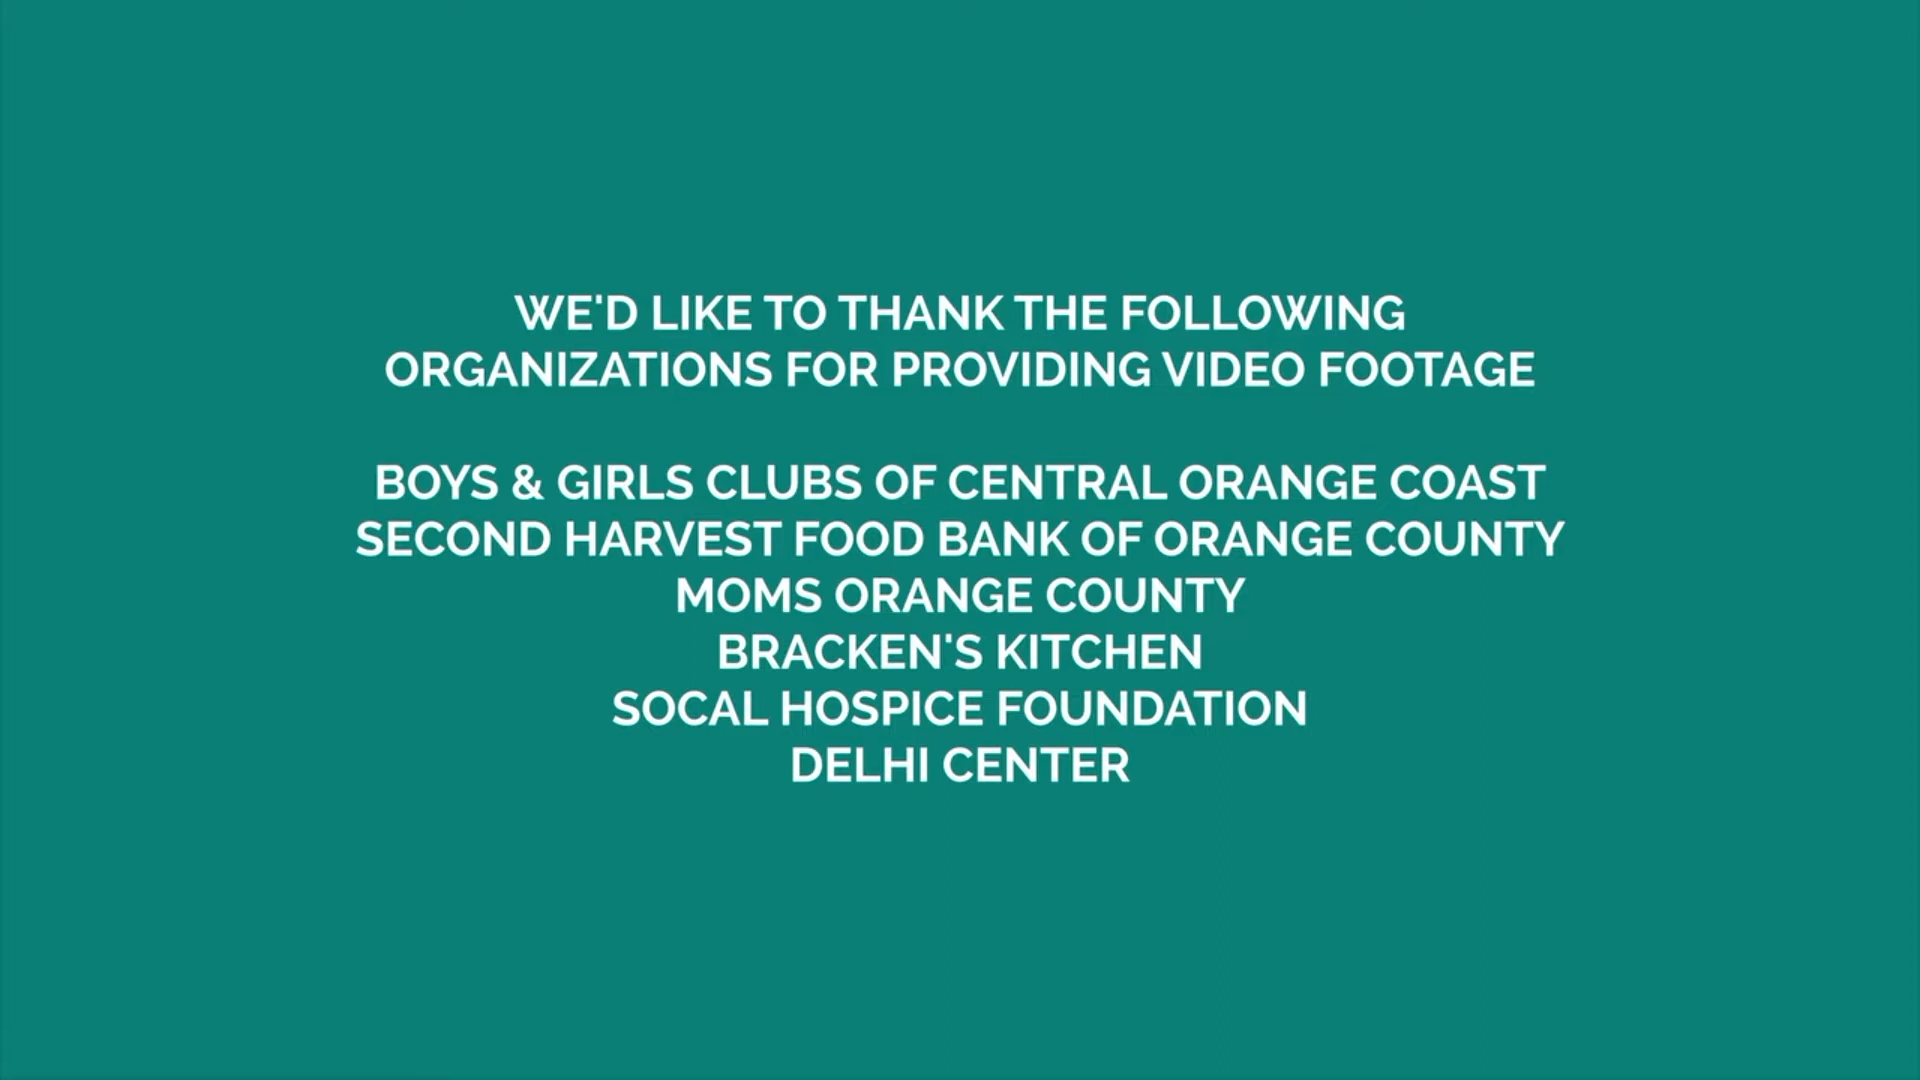 WE'D LIKE TO THANK THE FOLLOWING
ORGANIZATIONS FOR PROVIDING VIDEO FOOTAGE
BOYS & GIRLS CLUBS OF CENTRAL ORANGE COAST
SECOND HARVEST FOOD BANK OF ORANGE COUNTY
MOMS ORANGE COUNTY
BRACKEN'S KITCHEN
SOCAL HOSPICE FOUNDATION
DELHI CENTER